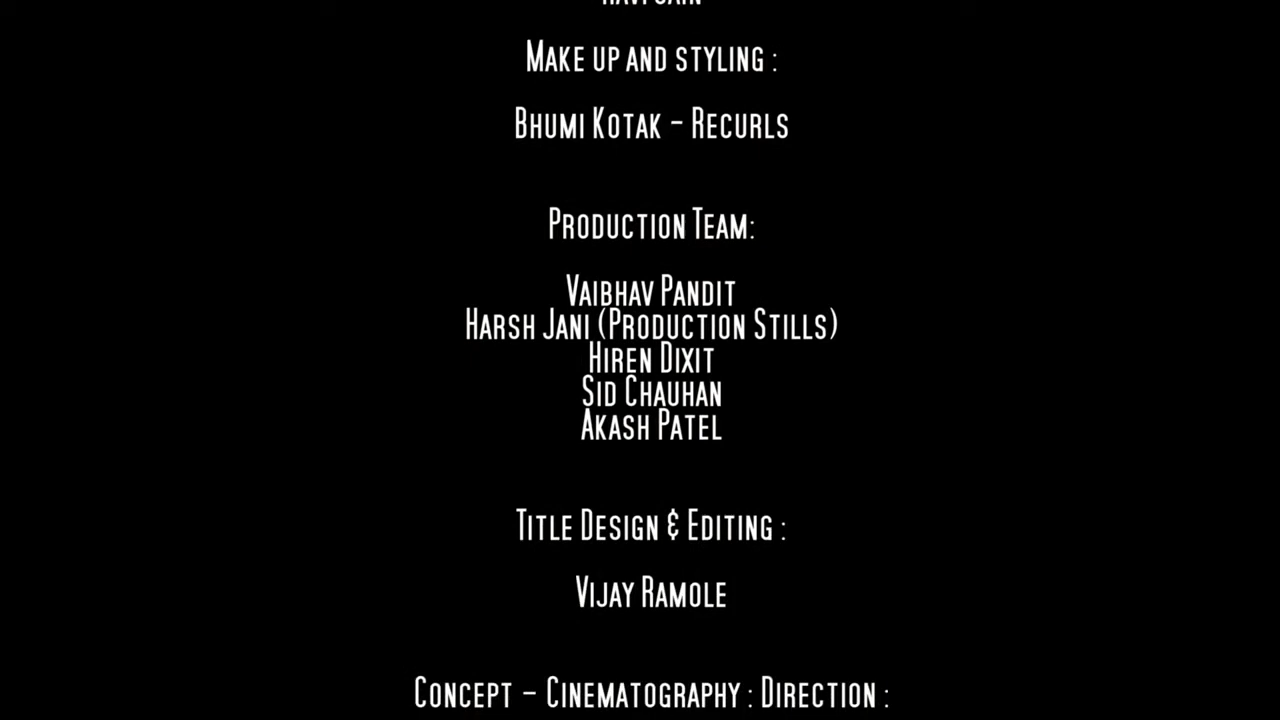 Make up and styling :
Bhumi Kotak - Recurls
Production Team:
Vaibhav Pandit
Harsh Jani (Production Stills)
Hiren Dixit
Sid Chauhan
Akash Patel
Title Design & Editing :
Vijay Ramole
Concept - Cinematography : Direction :